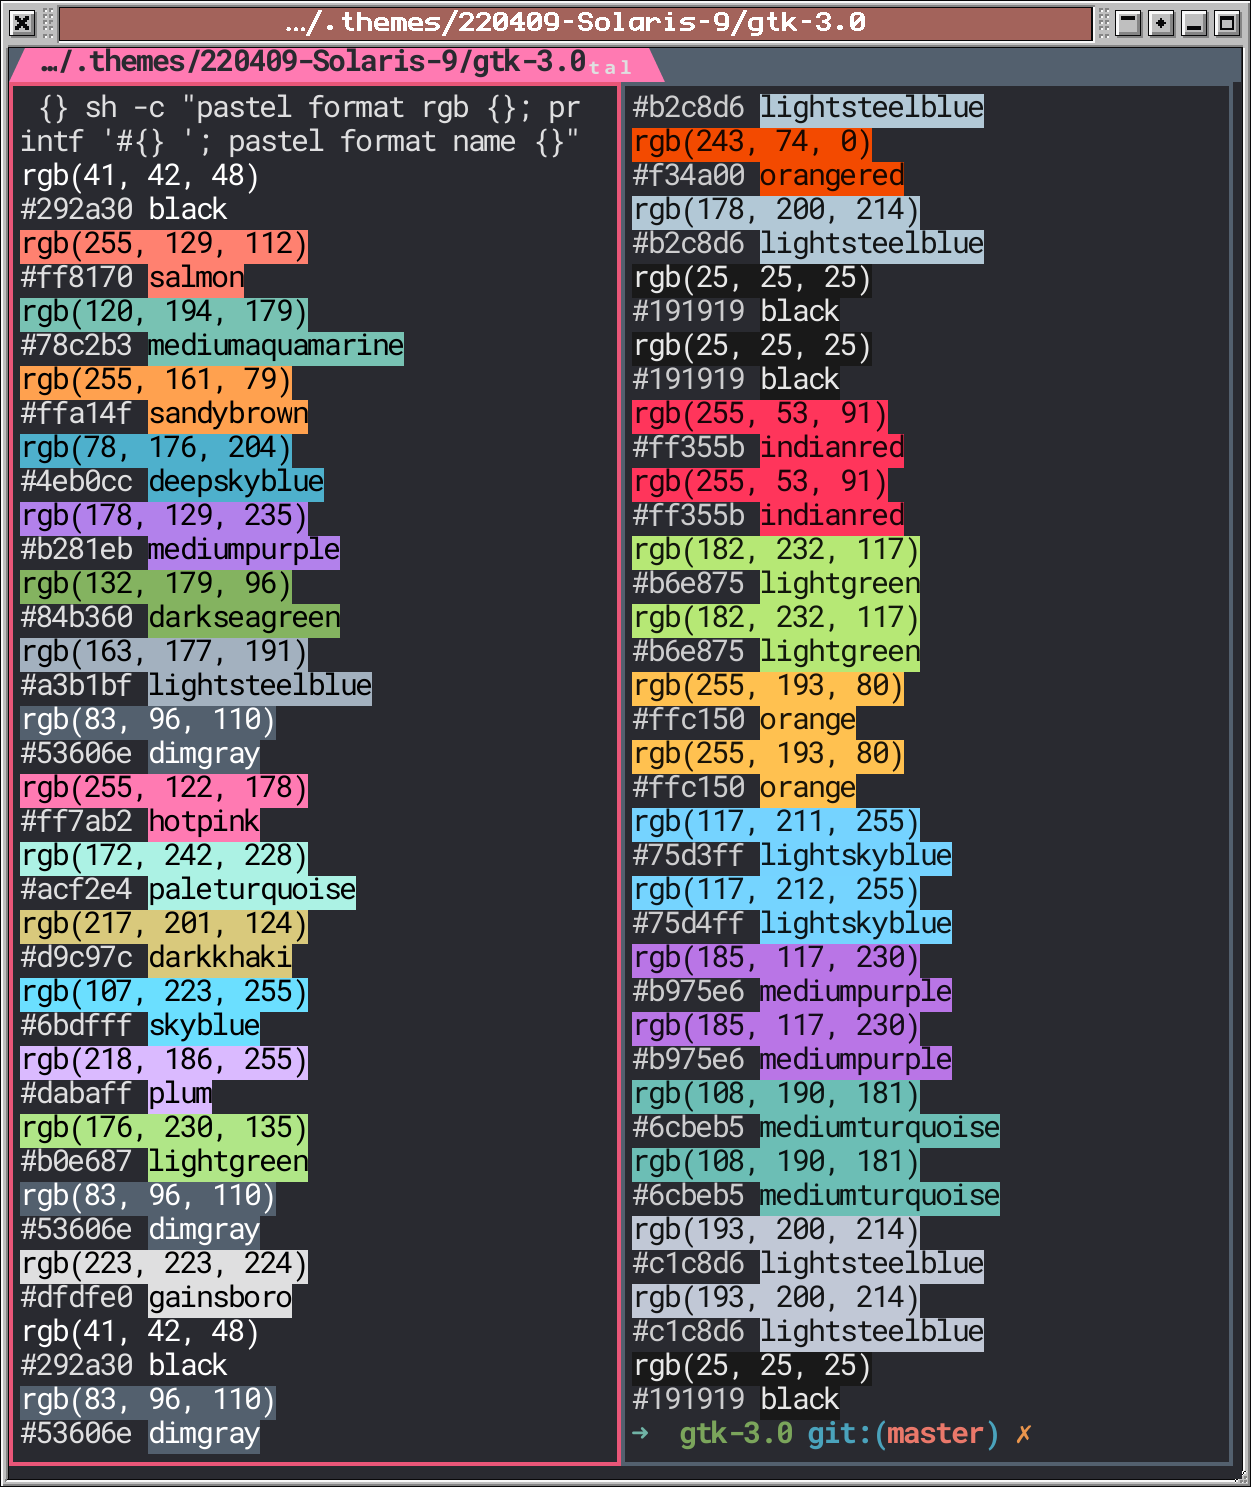 …/.themes/220409-Solaris-9/gtk-3.0
…/.themes/220409-Solaris-9/gtk-3.0tal
{} sh -c "pastel format rgb {}; pr
intf '#{} '; pastel format name {}"
rgb(41, 42, 48)
#292a30 black
rgb(255, 129, 112)
#ff8170 salmon
rgb(120, 194, 179)
#78c2b3 mediumaquamarine
rgb(255, 161, 79)
#ffa14f sandybrown
rgb(78, 176, 204)
#4eb0cc deepskyblue
rgb(178, 129, 235)
#b281eb mediumpurple
rgb(132, 179, 96)
#84b360 darkseagreen
rgb(163, 177, 191)
#a3b1bf lightsteelblue
rgb(83, 96, 110)
#53606e dimgray
rgb(255, 122, 178)
#ff7ab2 hotpink
rgb(172, 242, 228)
#acf2e4 paleturquoise
rgb(217, 201, 124)
#d9c97c darkkhaki
rgb(107, 223, 255)
#6bdfff skyblue
rgb(218, 186, 255)
#dabaff plum
rgb(176, 230, 135)
#b0e687 lightgreen
rgb(83, 96, 110)
#53606e dimgray
rgb(223, 223, 224)
#dfdfe0 gainsboro
rgb(41, 42, 48)
#292a30 black
rgb(83, 96, 110)
#53606e dimgray
#b2c8d6 lightsteelblue
rgb(243, 74, 0)
#f34a00 orangered
rgb(178, 200, 214)
#b2c8d6 lightsteelblue
rgb(25, 25, 25)
#191919 black
rgb(25, 25, 25)
#191919 black
rgb(255, 53, 91)
#ff355b indianred
rgb(255, 53, 91)
#ff355b indianred
rgb(182, 232, 117)
#b6e875 lightgreen
rgb(182, 232, 117)
#b6e875 lightgreen
rgb(255, 193, 80)
#ffc150 orange
rgb(255, 193, 80)
#ffc150 orange
rgb(117, 211, 255)
#75d3ff lightskyblue
rgb(117, 212, 255)
#75d4ff lightskyblue
rgb(185, 117, 230)
#b975e6 mediumpurple
rgb(185, 117, 230)
#b975e6 mediumpurple
rgb(108, 190, 181)
#6cbeb5 mediumturquoise
rgb(108, 190, 181)
#6cbeb5 mediumturquoise
rgb(193, 200, 214)
#c1c8d6 lightsteelblue
rgb(193, 200, 214)
#c1c8d6 lightsteelblue
rgb(25, 25, 25)
#191919 black
➜  gtk-3.0 git:(master) ✗